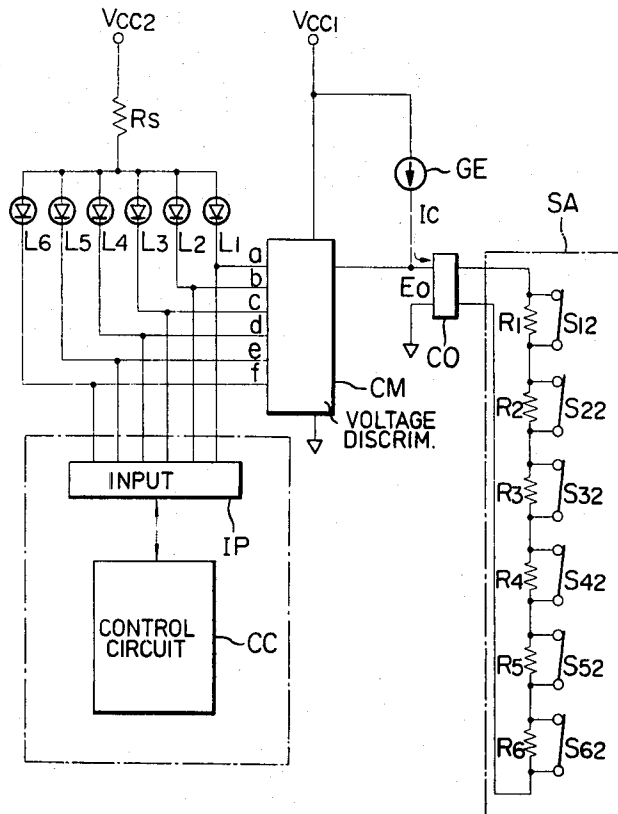 VCC2
VCC1
RS
GE
IC
SA
L6 L5 L4 L3 L2 L1
a
b
c
d
e
f
EO
CO
CM
VOLTAGE
DISCRIM.
R1 S12
R2 S22
R3 S32
R4 S42
R5 S52
R6 S62
INPUT
IP
CONTROL
CIRCUIT
CC